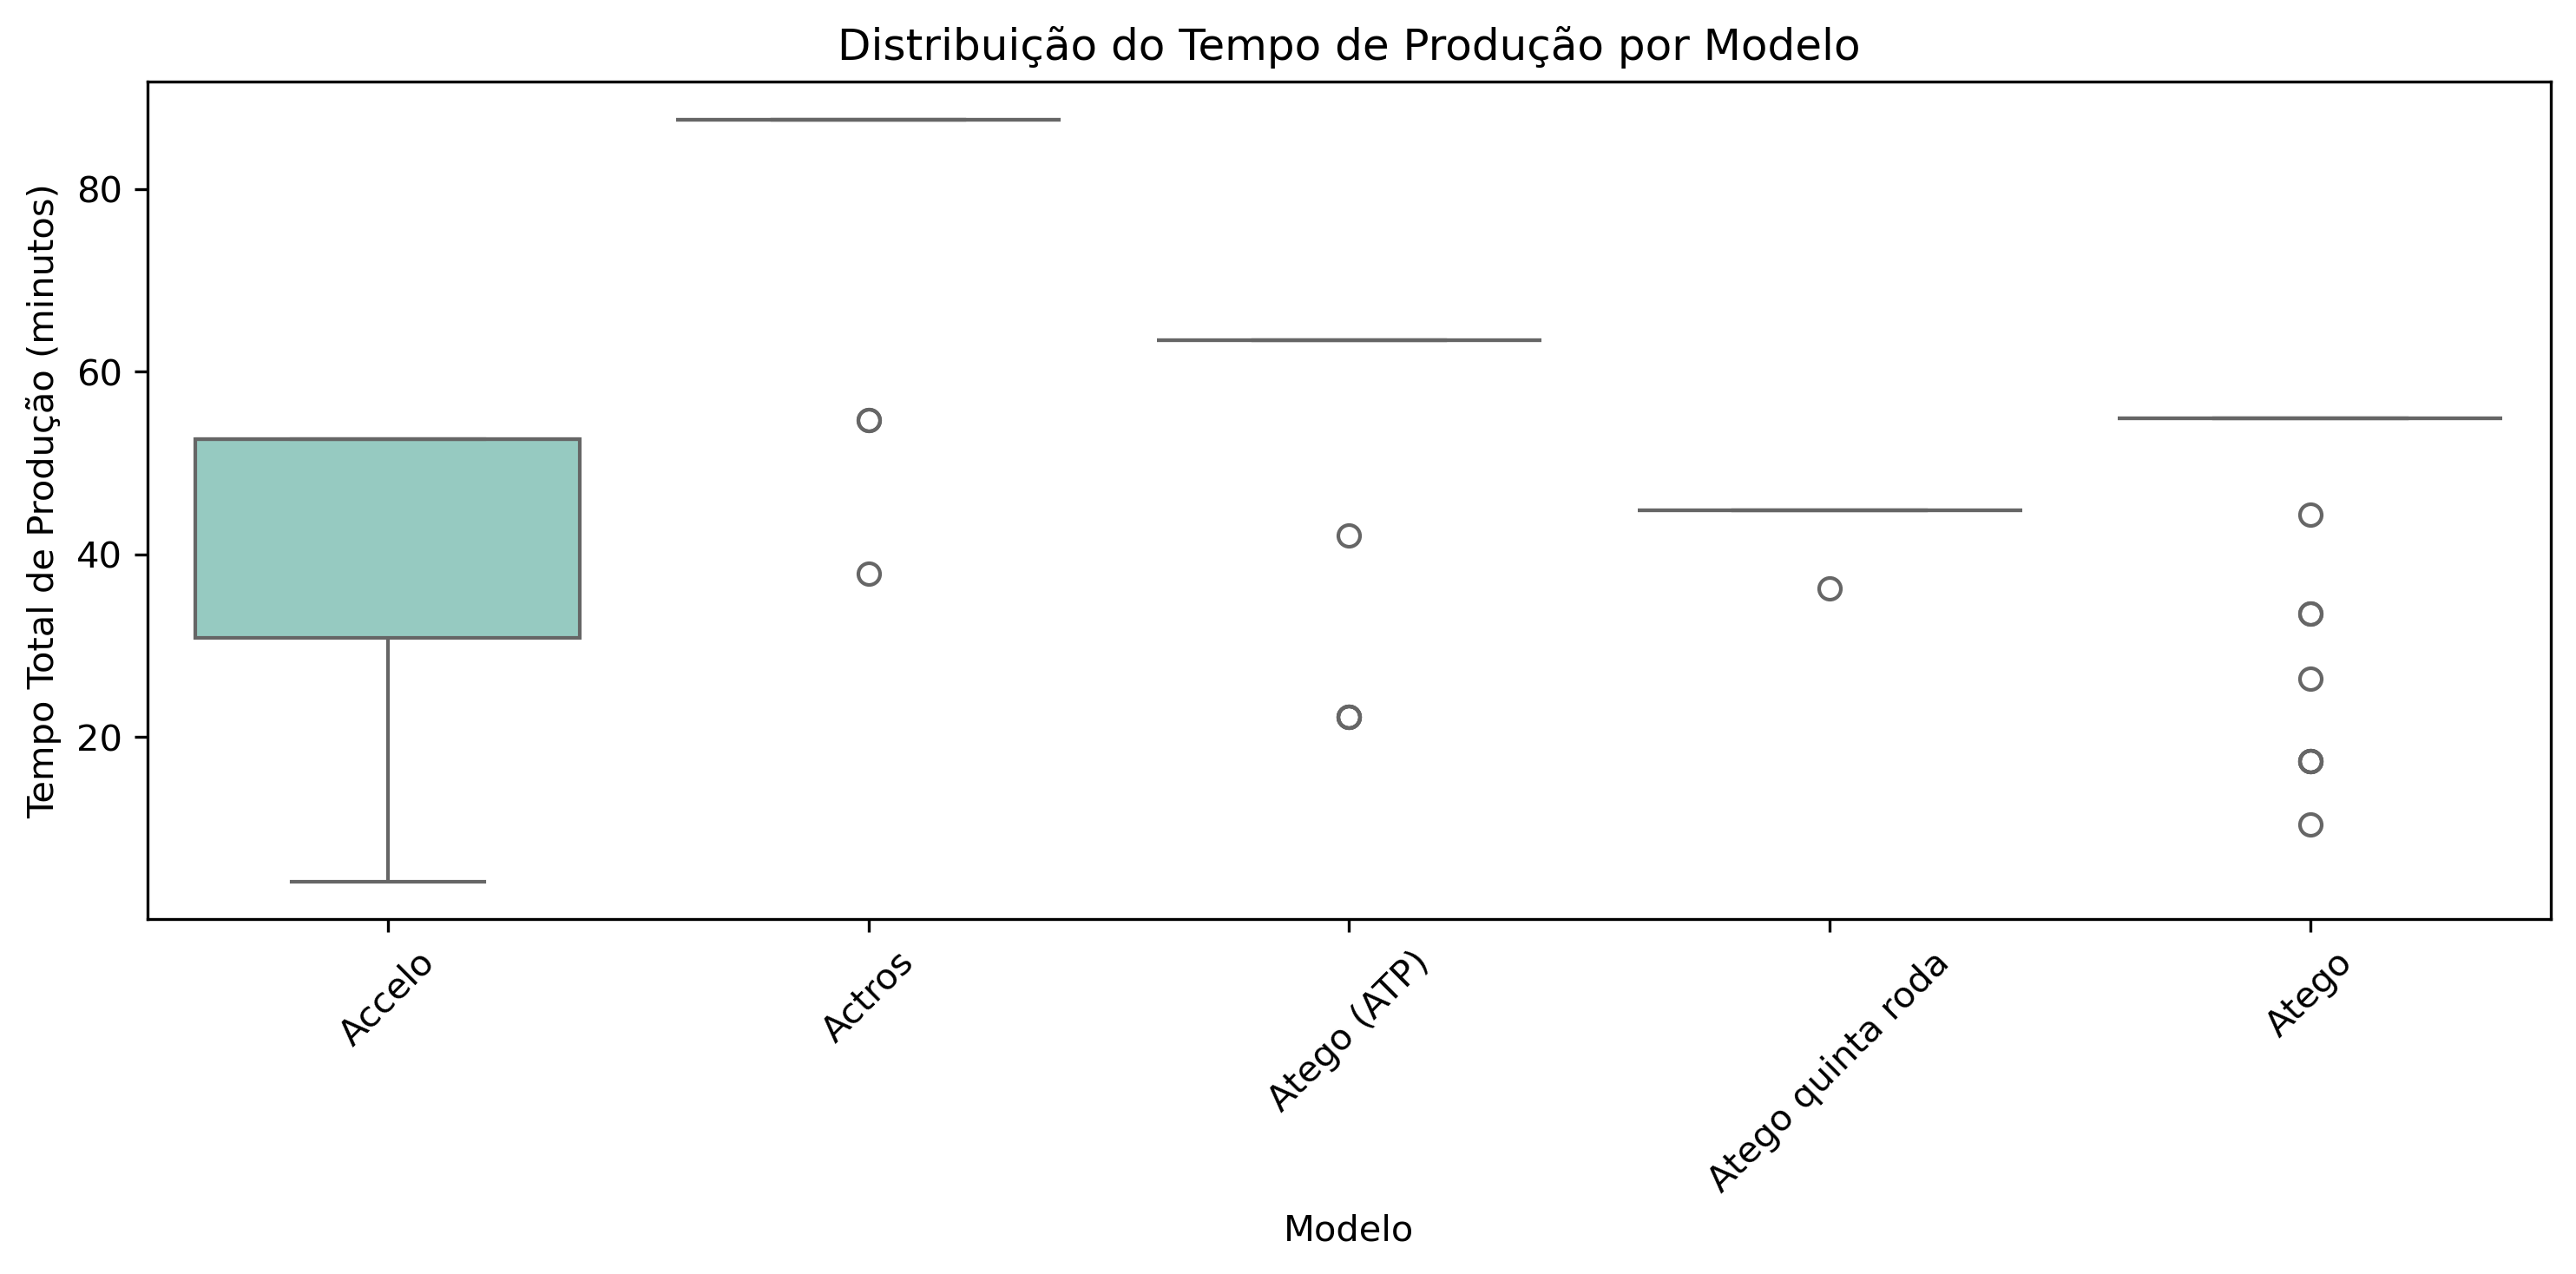 Distribuição do Tempo de Produção por Modelo
Tempo Total de Produção (minutos)
80
60
40
20
Accelo
Actros
Atego (ATP)
Atego quinta roda
Atego
Modelo